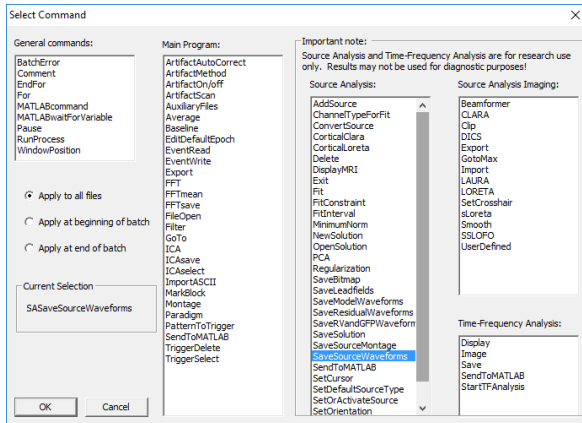 Select Command
General commands:
BatchError
Comment
EndFor
For
MATLABcommand
MATLABwaitForVariable
Pause
RunProcess
WindowPosition
Apply to all files
Apply at beginning of batch
Apply at end of batch
Current Selection
SASaveSourceWaveforms
OK
Cancel
Main Program:
ArtifactAutoCorrect
ArtifactMethod
ArtifactOn/off
ArtifactScan
AuxiliaryFiles
Average
Baseline
EditDefaultEpoch
EventRead
EventWrite
Export
FFT
FFTmean
FFTsave
FileOpen
Filter
GoTo
ICA
ICAsave
ICAselect
ImportASCII
MarkBlock
Montage
Paradigm
PatternToTrigger
SendToMATLAB
TriggerDelete
TriggerSelect
Important note:
Source Analysis and Time-Frequency Analysis are for research use
only. Results may not be used for diagnostic purposes!
Source Analysis:
AddSource
ChannelTypeForFit
ConvertSource
CorticalClara
CorticalLoreta
Delete
DisplayMRI
Exit
Fit
FitConstraint
FitInterval
MinimumNorm
NewSolution
OpenSolution
PCA
Regularization
SaveBitmap
SaveLeadfields
SaveModelWaveforms
SaveResidualWaveforms
SaveRVandGFPWaveform
SaveSolution
SaveSourceMontage
SaveSourceWaveforms
SendToMATLAB
SetCursor
SetDefaultSourceType
SetOrActivateSource
SetOrientation
Source Analysis Imaging:
Beamformer
CLARA
Clip
DICS
Export
GotoMax
Import
LAURA
LORETA
SetCrosshair
sLoreta
Smooth
SSLOFO
UserDefined
Time-Frequency Analysis:
Display
Image
Save
SendToMATLAB
StartTFAnalysis